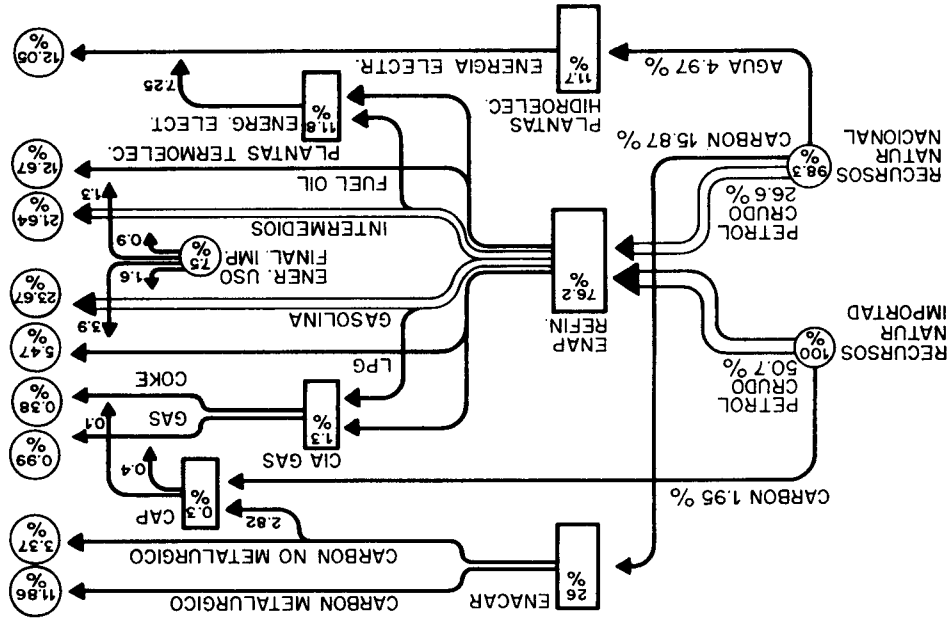 ENACAR
26
%
CARBON METALURGICO
11.86
%
CARBON NO METALURGICO
3.37
%
CARBON 1.95 %
2.82
CAP
0.3
%
0.4
0.1
CIA GAS
1.3
%
GAS
0.99
%
COKE
0.38
%
RECURSOS
NATUR
IMPORTAD
100
%
PETROL
CRUDO
50.7 %
ENAP
REFIN.
76.2
%
LPG
5.47
%
GASOLINA
23.67
%
3.9
1.6
ENER. USO
FINAL. IMP.
7.5
%
0.9
1.3
INTERMEDIOS
21.64
%
FUEL OIL
12.67
%
RECURSOS
NATUR
NACIONAL
98.3
%
PETROL
CRUDO
26.6 %
CARBON 15.87 %
AGUA 4.97 %
PLANTAS TERMOELEC.
11.8
%
ENERG. ELECT.
7.25
PLANTAS
HIDROELEC.
11.7
%
ENERGIA ELECTR.
12.05
%